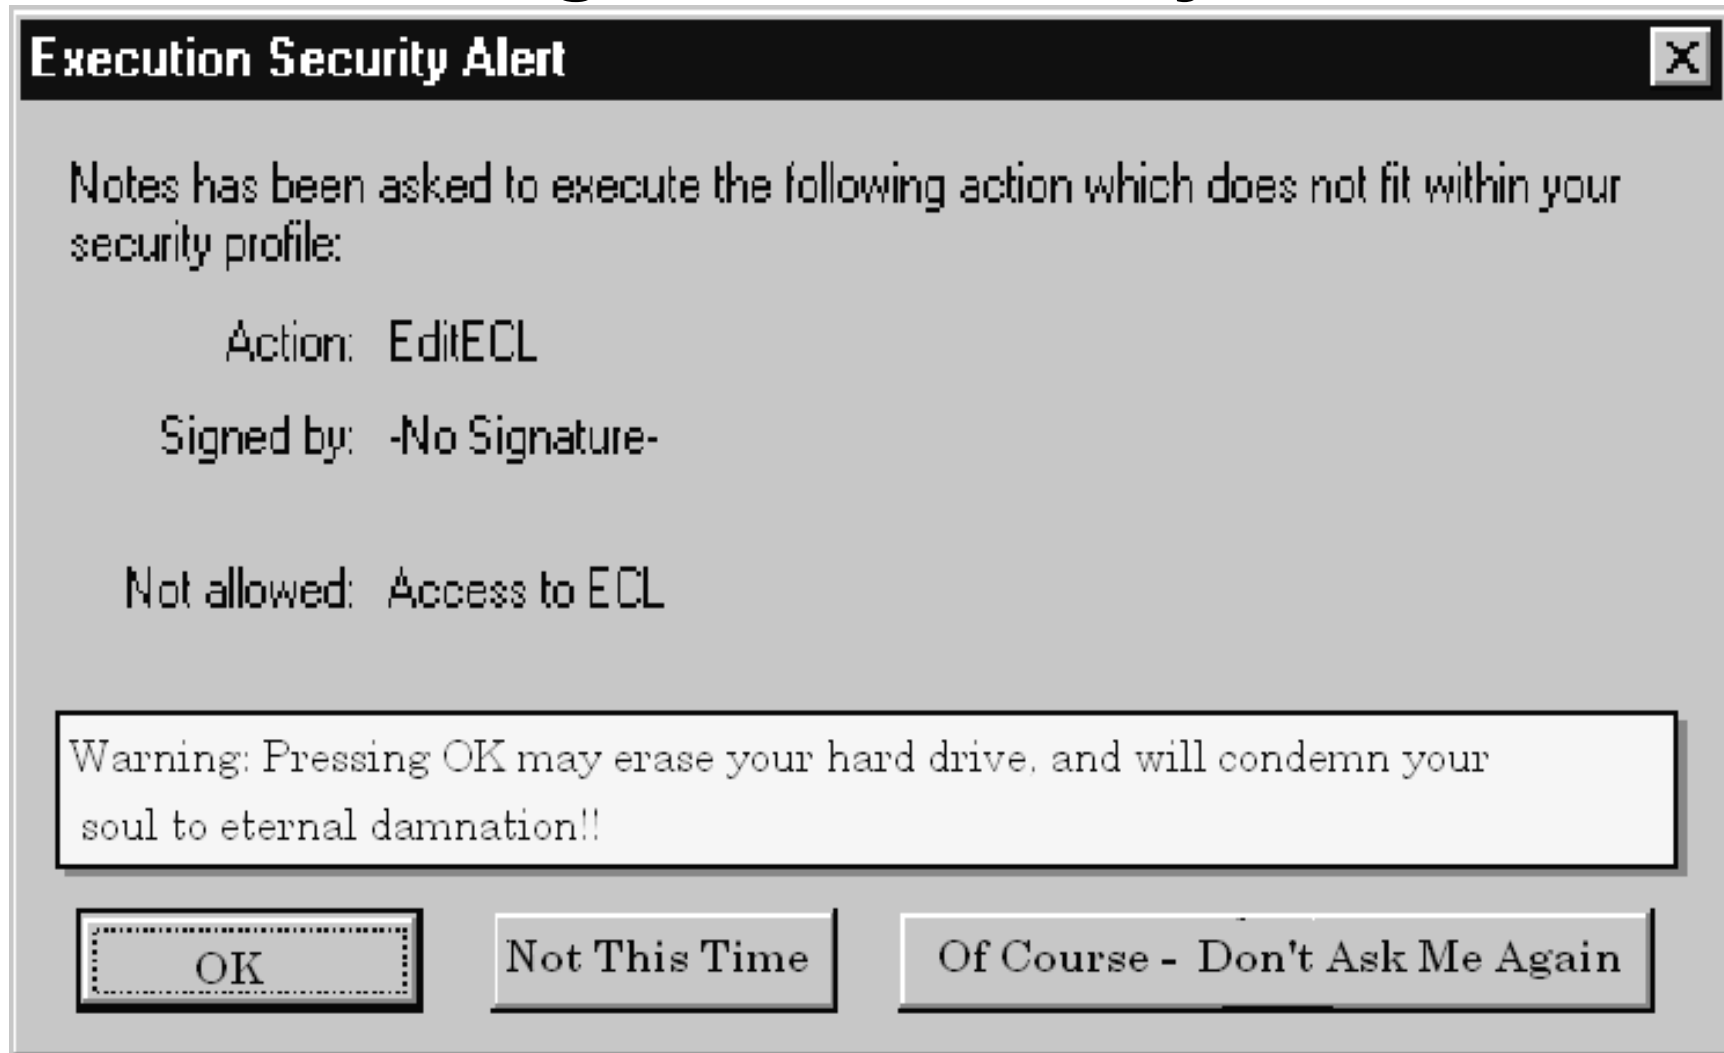 Execution Security Alert
Notes has been asked to execute the following action which does not fit within your
security profile:
Action: EditECL
Signed by: -No Signature-
Not allowed: Access to ECL
Warning: Pressing OK may erase your hard drive, and will condemn your
soul to eternal damnation!!
OK Not This Time Of Course - Don't Ask Me Again